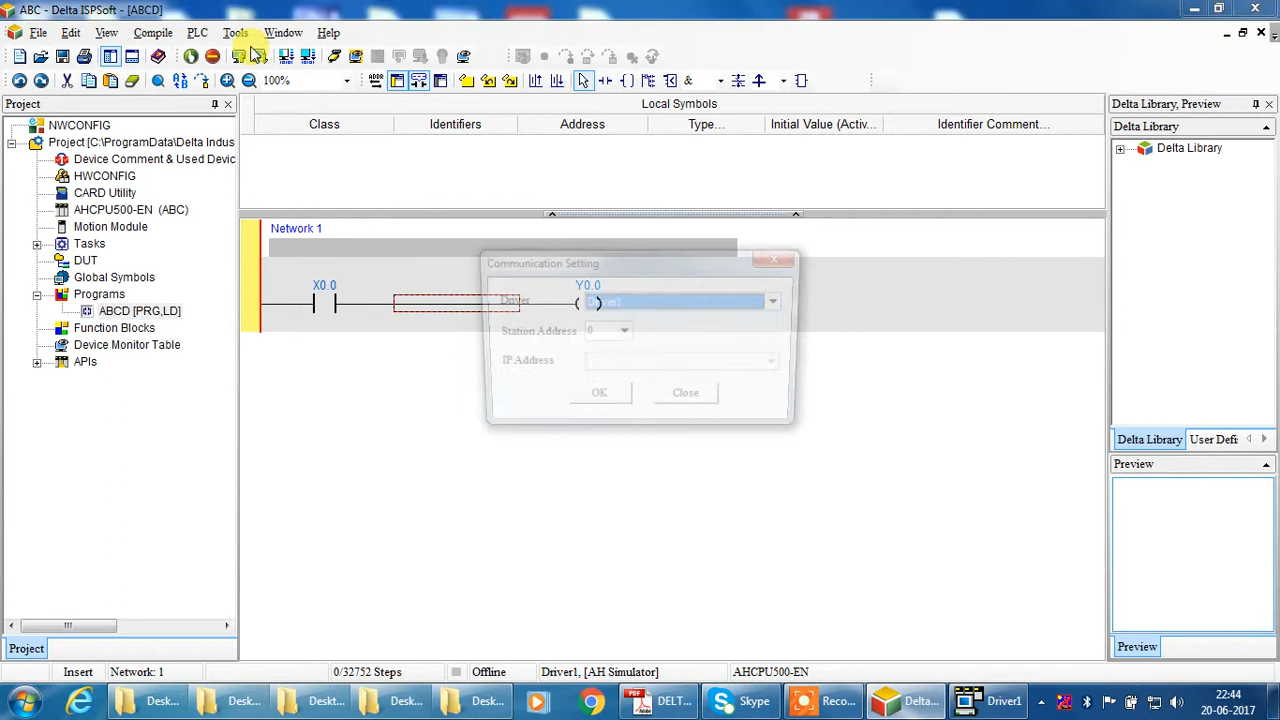 ABC - Delta ISPSoft - [ABCD]
File Edit View Compile PLC Tools Window Help
100%
&
Project
NWCONFIG
Project [C:\ProgramData\Delta Indus
Device Comment & Used Devic
HWCONFIG
CARD Utility
AHCPU500-EN (ABC)
Motion Module
Tasks
DUT
Global Symbols
Programs
ABCD [PRG,LD]
Function Blocks
Device Monitor Table
APIs
Project
Local Symbols
Class Identifiers Address Type... Initial Value (Activ... Identifier Comment...
Network 1
X0.0
Y0.0
Communication Setting
Driver Driver1
Station Address 0
IP Address
OK Close
Delta Library, Preview
Delta Library
Delta Library
Delta Library User Defi
Preview
Preview
Insert Network: 1 0/32752 Steps Offline Driver1, [AH Simulator] AHCPU500-EN
Desk... Desk... Deskt... Desk... Desk... DELT... Skype Reco... Delta... Driver1
22:44
20-06-2017